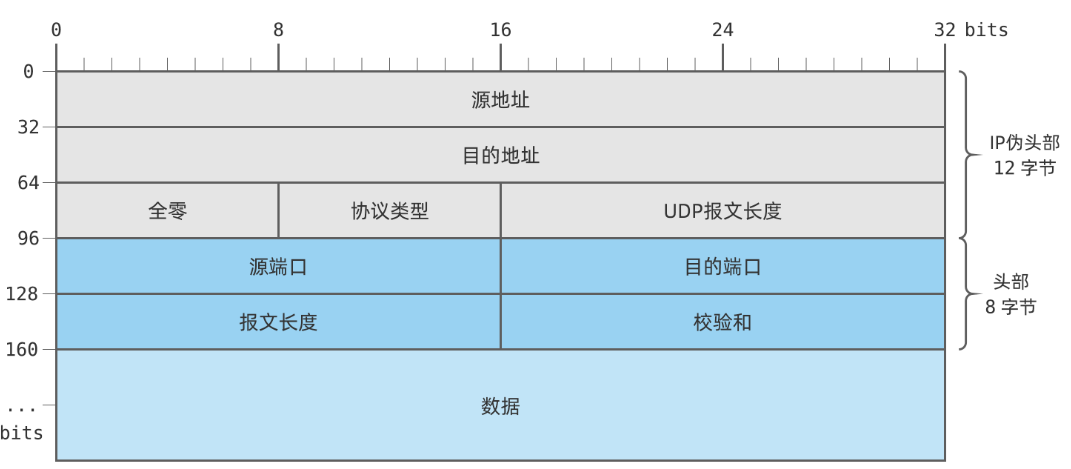 0 8 16 24 32 bits
0
源地址
32
目的地址
IP伪头部
12 字节
64
全零 协议类型 UDP报文长度
96
源端口 目的端口
128
头部
8 字节
报文长度 校验和
160
数据
...
bits